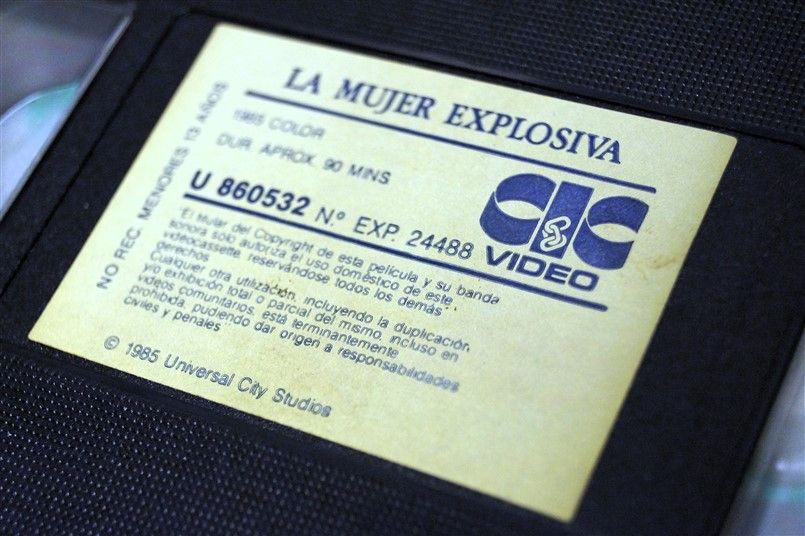 LA MUJER EXPLOSIVA
1985 COLOR
DUR. APROX. 90 MINS
U 860532 N.º EXP. 24488
CIC
VIDEO
"El titular del Copyright de esta película y su banda
sonora sólo autoriza el uso doméstico de este
videocassette, reservándose todos los demás
derechos"
Cualquier otra utilización, incluyendo la duplicación
y/o exhibición total o parcial del mismo, incluso en
vídeos comunitarios, está terminantemente
prohibida, pudiendo dar origen a responsabilidades
civiles y penales
© 1985 Universal City Studios
NO REC. MENORES 13 AÑOS